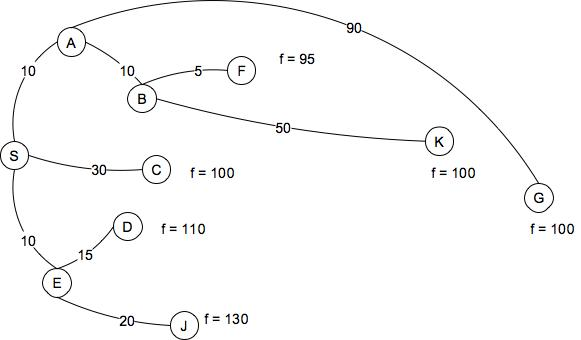 90
A
10
10
5
F
f = 95
B
50
K
S
30
C
f = 100
f = 100
G
D
f = 110
f = 100
10
15
E
20
J
f = 130